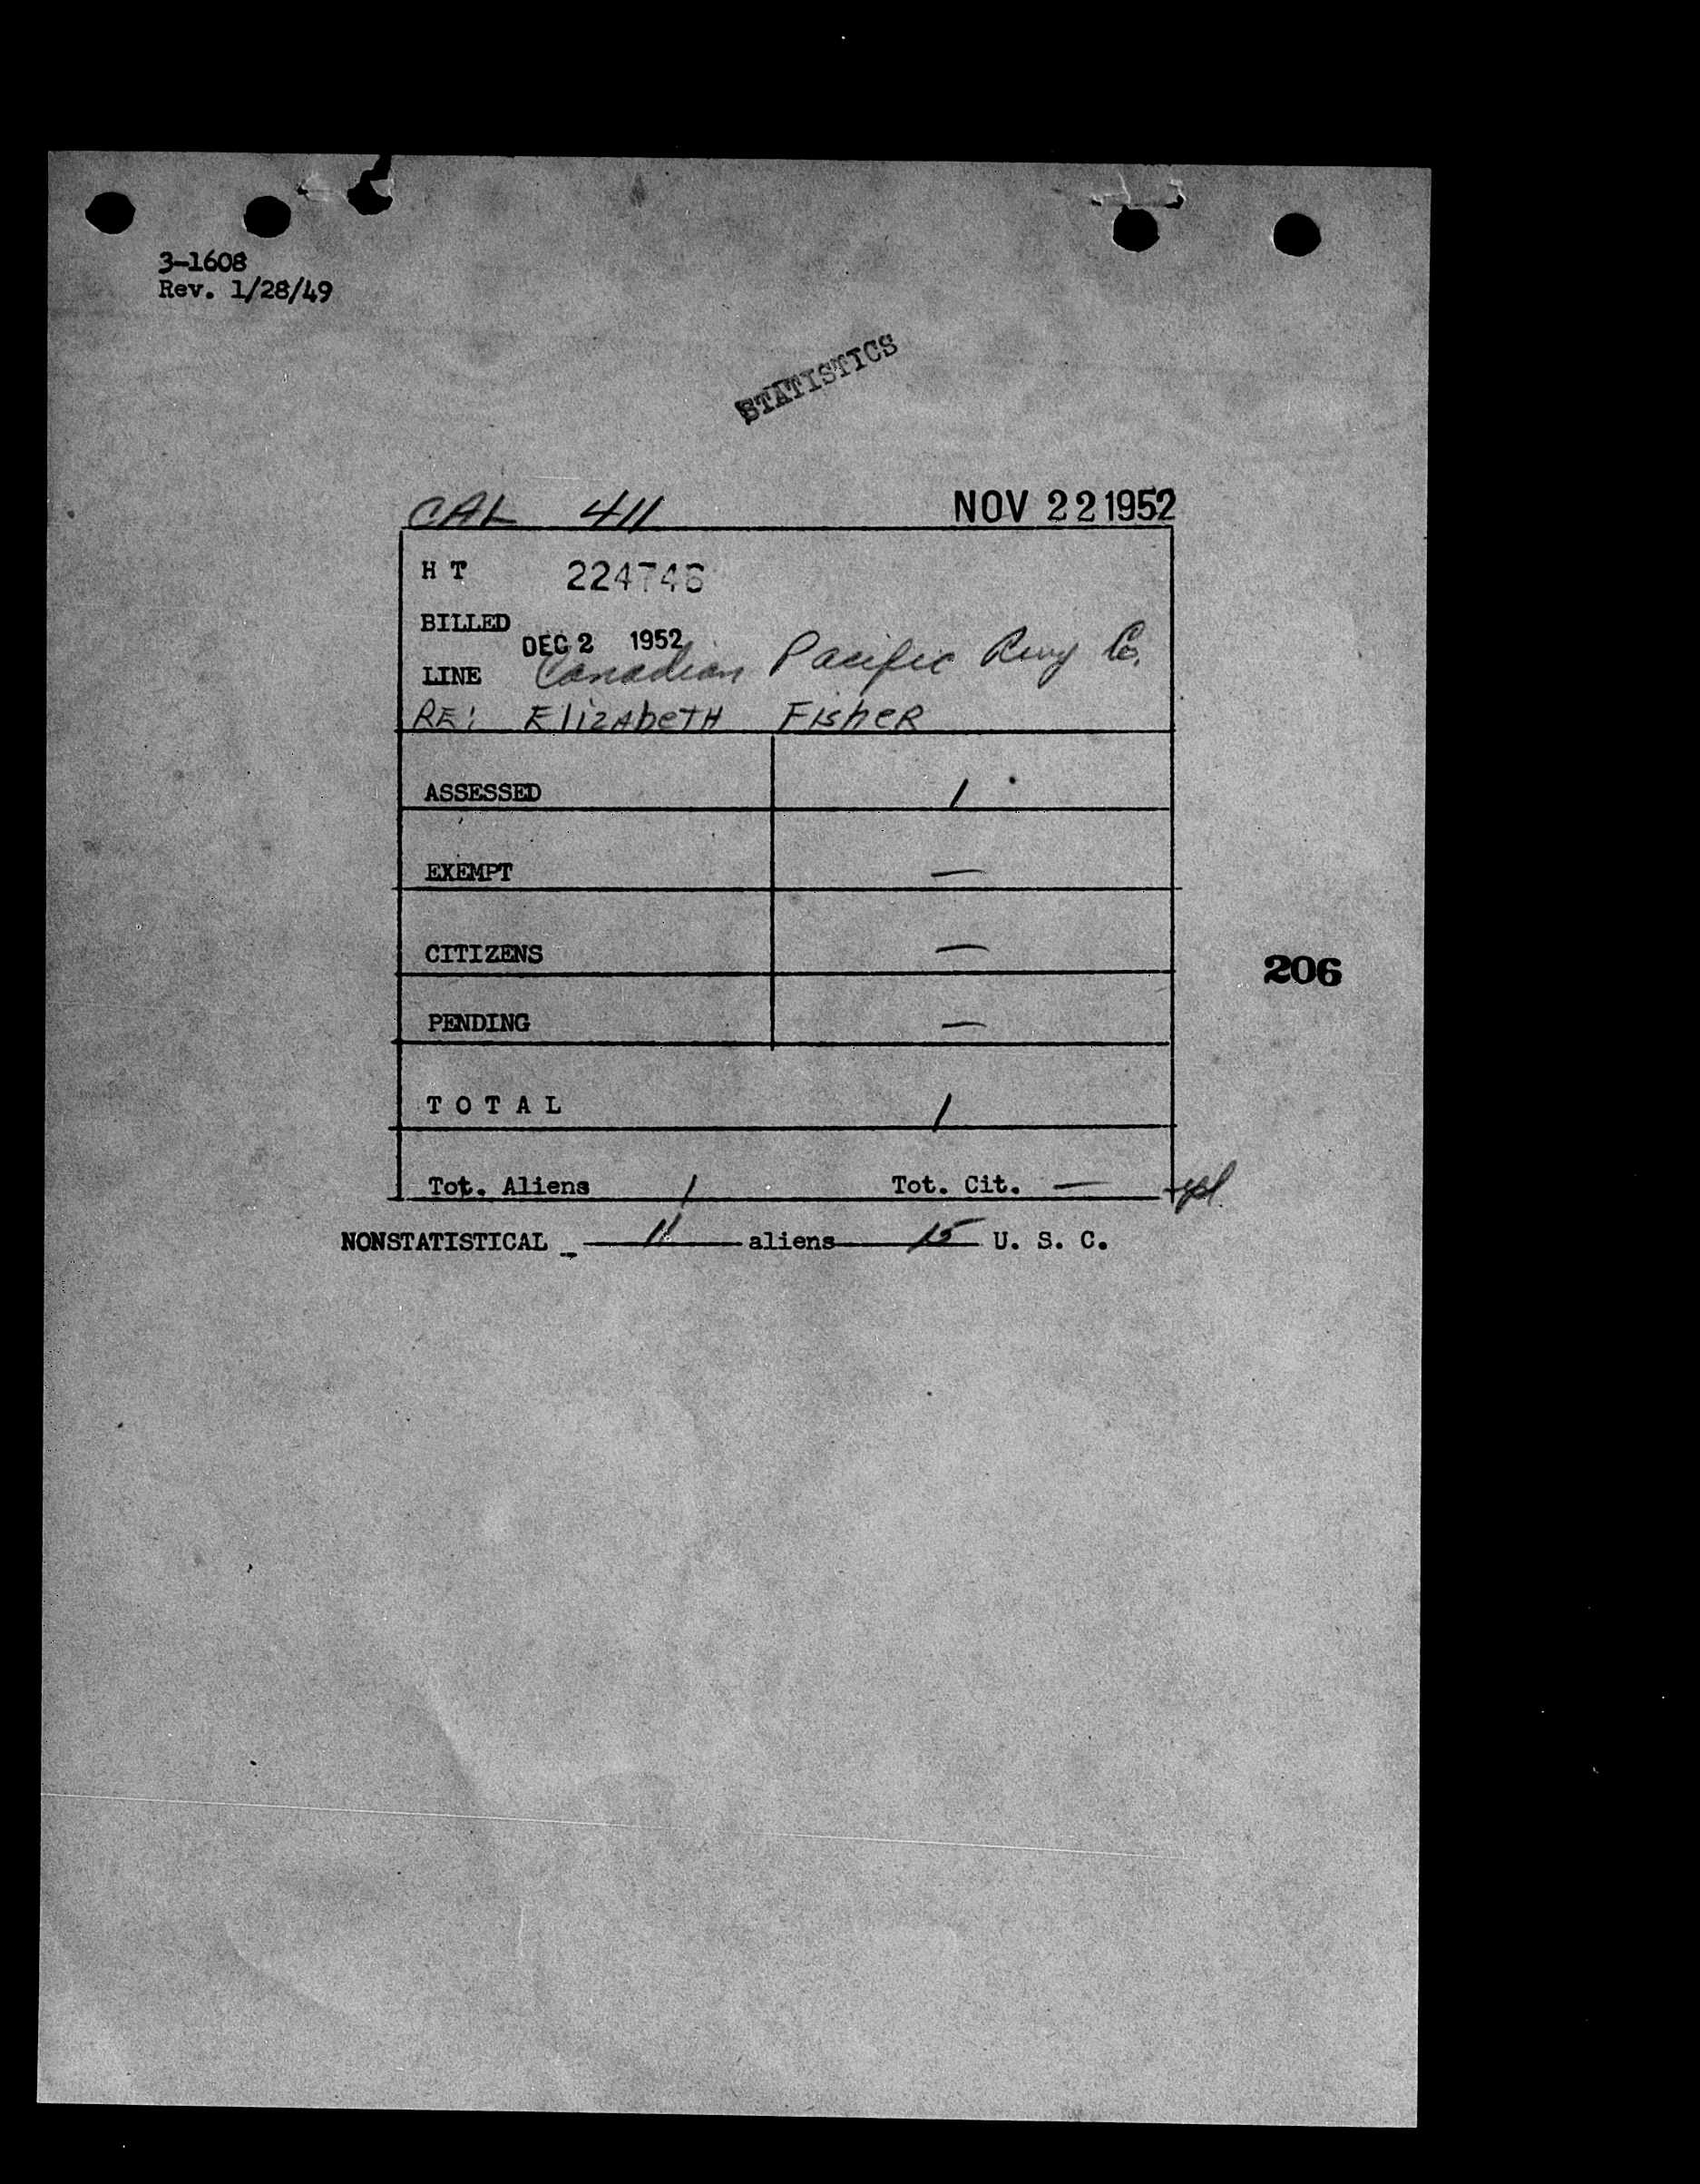 3-1608
Rev. 1/28/49
STATISTICS
CAL 411 NOV 22 1952
H T 224746
BILLED
DEC 2 1952
LINE Canadian Pacific Rwy Co.
RE: Elizabeth Fisher
ASSESSED 1
EXEMPT —
CITIZENS —
206
PENDING —
T O T A L 1
Tot. Aliens 1 Tot. Cit. —
NONSTATISTICAL - 11 aliens 15 U. S. C.